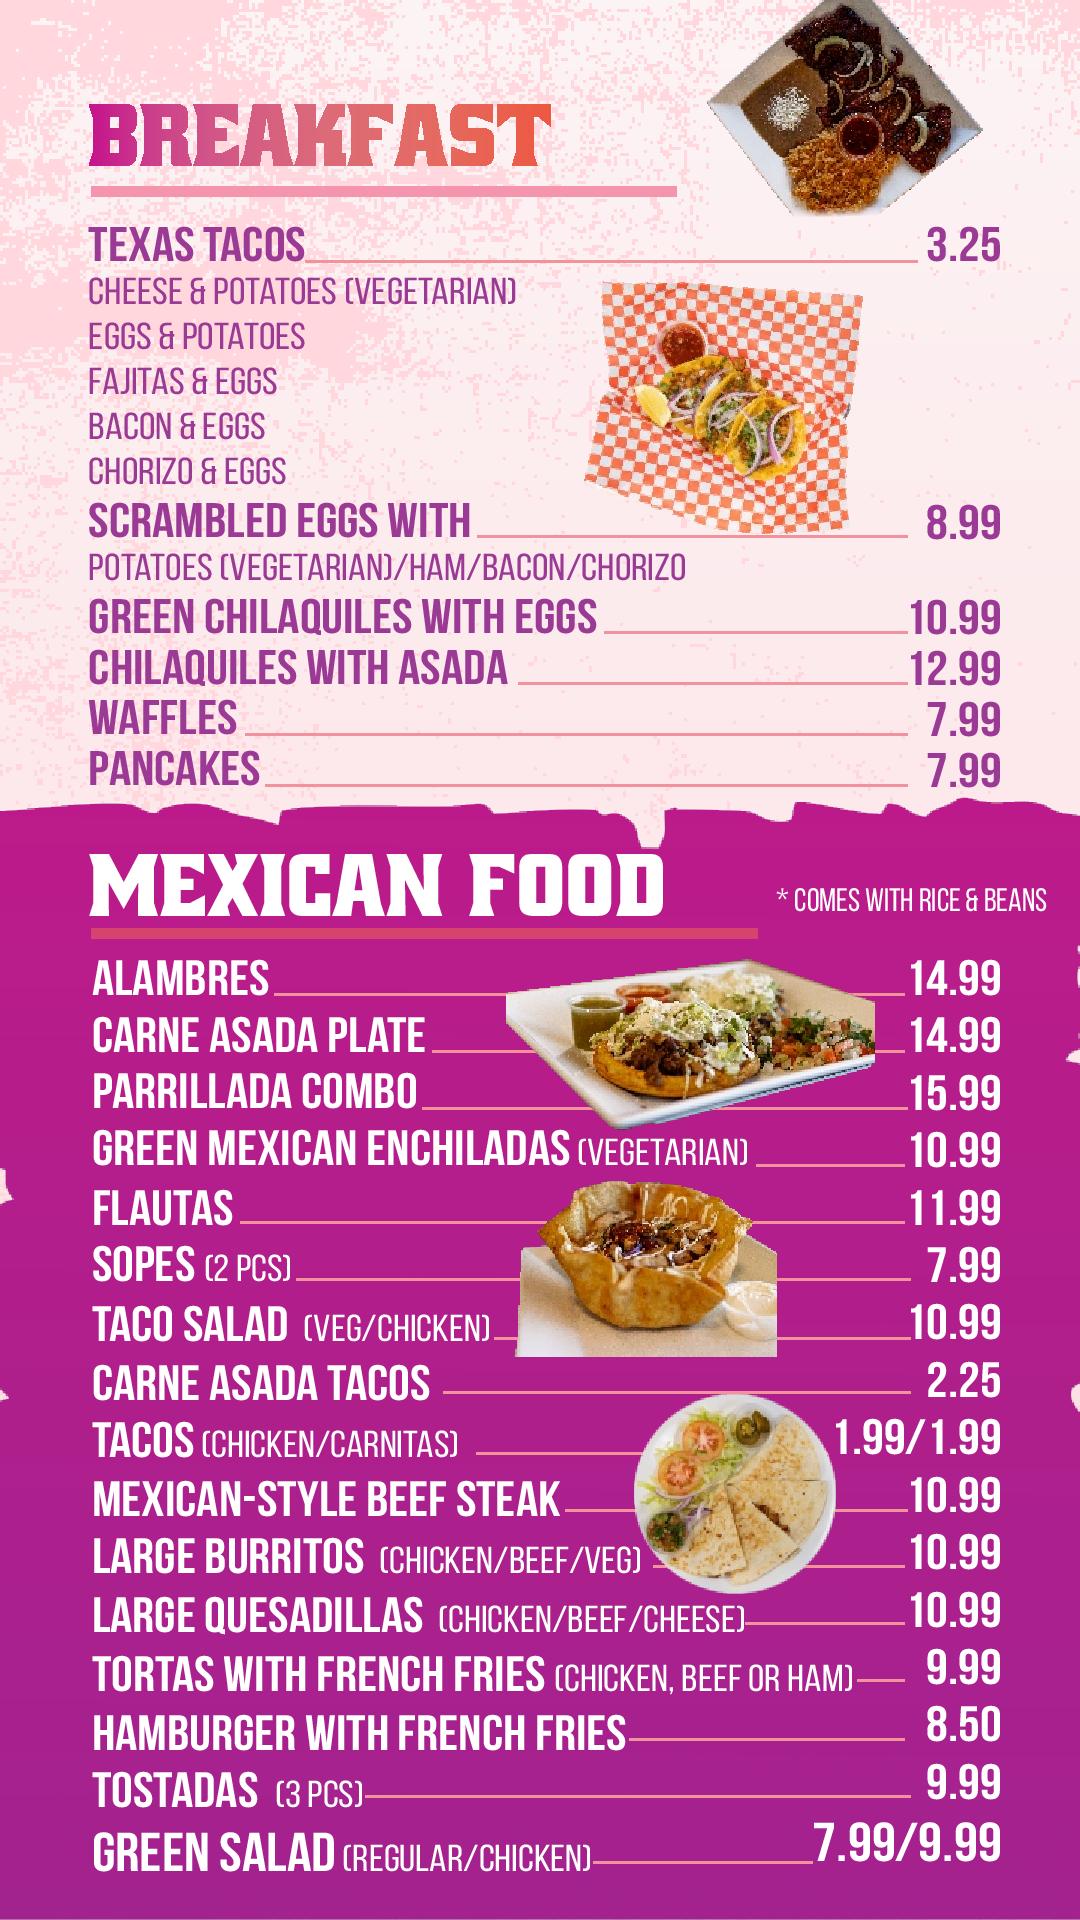 BREAKFAST
TEXAS TACOS 3.25
CHEESE & POTATOES (VEGETARIAN)
EGGS & POTATOES
FAJITAS & EGGS
BACON & EGGS
CHORIZO & EGGS
SCRAMBLED EGGS WITH 8.99
POTATOES (VEGETARIAN)/HAM/BACON/CHORIZO
GREEN CHILAQUILES WITH EGGS 10.99
CHILAQUILES WITH ASADA 12.99
WAFFLES 7.99
PANCAKES 7.99
MEXICAN FOOD
* COMES WITH RICE & BEANS
ALAMBRES 14.99
CARNE ASADA PLATE 14.99
PARRILLADA COMBO 15.99
GREEN MEXICAN ENCHILADAS (VEGETARIAN) 10.99
FLAUTAS 11.99
SOPES (2 PCS) 7.99
TACO SALAD (VEG/CHICKEN) 10.99
CARNE ASADA TACOS 2.25
TACOS (CHICKEN/CARNITAS) 1.99/1.99
MEXICAN-STYLE BEEF STEAK 10.99
LARGE BURRITOS (CHICKEN/BEEF/VEG) 10.99
LARGE QUESADILLAS (CHICKEN/BEEF/CHEESE) 10.99
TORTAS WITH FRENCH FRIES (CHICKEN, BEEF OR HAM) 9.99
HAMBURGER WITH FRENCH FRIES 8.50
TOSTADAS (3 PCS) 9.99
GREEN SALAD (REGULAR/CHICKEN) 7.99/9.99